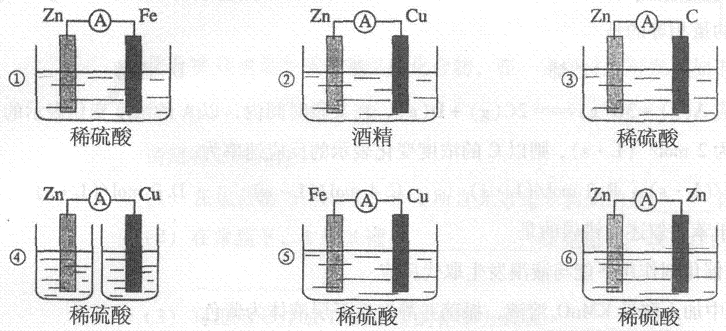 Zn A Fe Zn A Cu Zn A C
① ② ③
稀硫酸 酒精 稀硫酸
Zn A Cu Fe A Cu Zn A Zn
④ ⑤ ⑥
稀硫酸 稀硫酸 稀硫酸